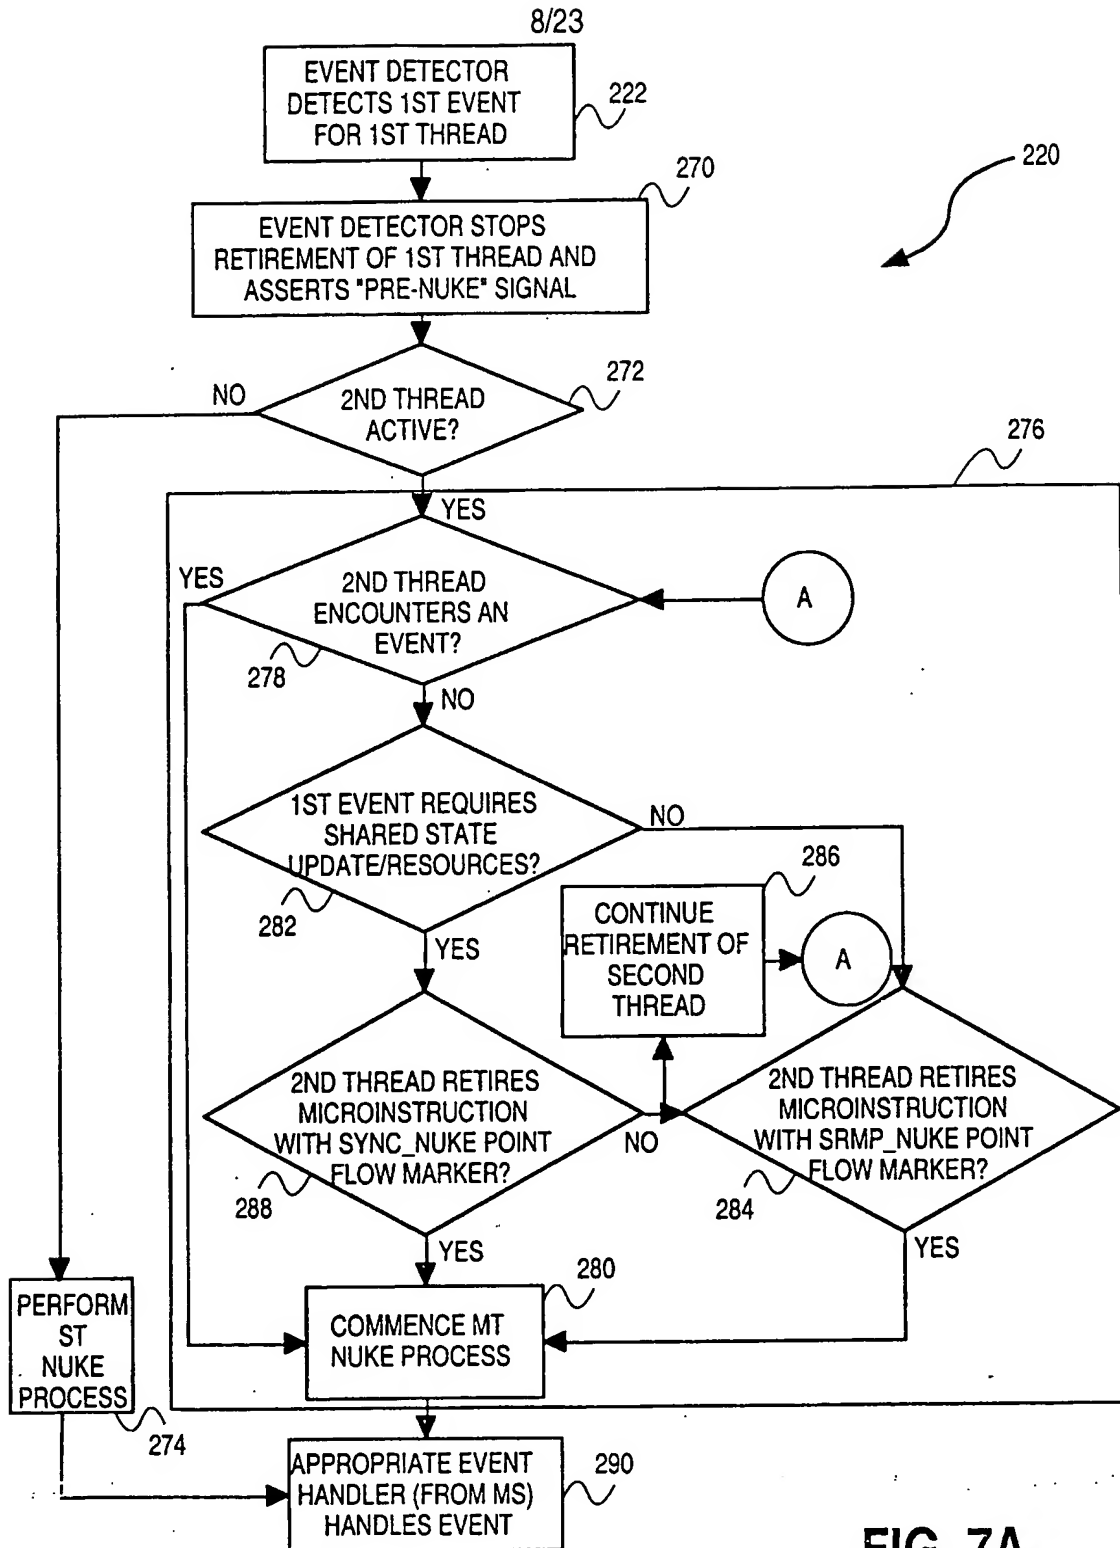 8/23
EVENT DETECTOR
DETECTS 1ST EVENT
FOR 1ST THREAD
222
220
270
EVENT DETECTOR STOPS
RETIREMENT OF 1ST THREAD AND
ASSERTS "PRE-NUKE" SIGNAL
272
NO
2ND THREAD
ACTIVE?
276
YES
YES
2ND THREAD
ENCOUNTERS AN
EVENT?
A
278
NO
1ST EVENT REQUIRES
SHARED STATE
UPDATE/RESOURCES?
NO
282
286
YES
CONTINUE
RETIREMENT OF
SECOND
THREAD
A
2ND THREAD RETIRES
MICROINSTRUCTION
WITH SYNC_NUKE POINT
FLOW MARKER?
NO
288
2ND THREAD RETIRES
MICROINSTRUCTION
WITH SRMP_NUKE POINT
FLOW MARKER?
284
YES
YES
280
COMMENCE MT
NUKE PROCESS
PERFORM
ST
NUKE
PROCESS
274
APPROPRIATE EVENT
HANDLER (FROM MS)
HANDLES EVENT
290
FIG. 7A